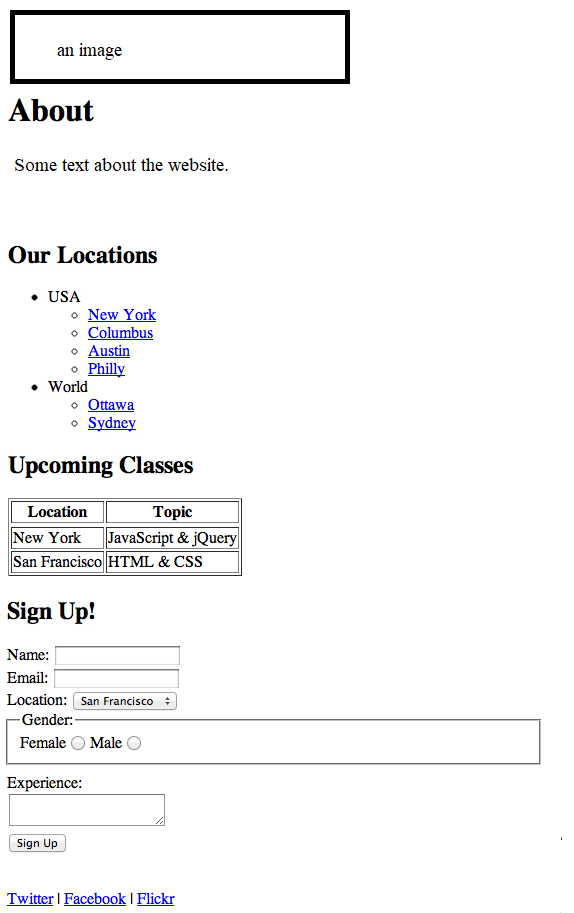 an image
About
Some text about the website.
Our Locations
USA
New York
Columbus
Austin
Philly
World
Ottawa
Sydney
Upcoming Classes
Location Topic
New York JavaScript & jQuery
San Francisco HTML & CSS
Sign Up!
Name:
Email:
Location: San Francisco
Gender:
Female Male
Experience:
Sign Up
Twitter | Facebook | Flickr